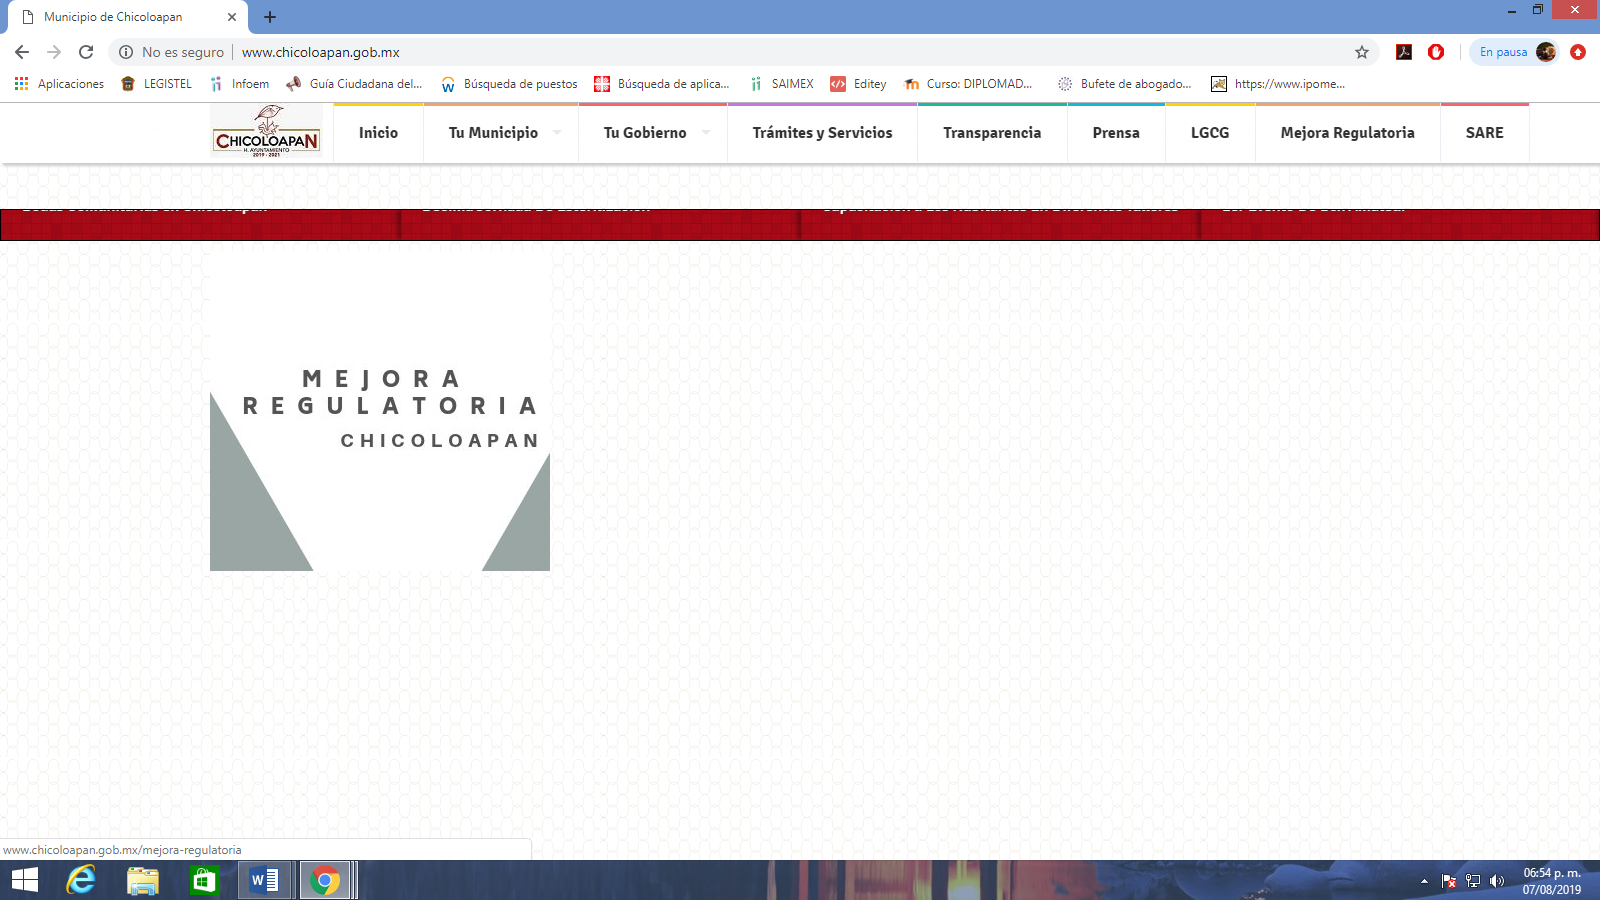 Municipio de Chicoloapan
No es seguro
www.chicoloapan.gob.mx
En pausa
Aplicaciones
LEGISTEL
Infoem
Guía Ciudadana del...
Búsqueda de puestos
Búsqueda de aplica...
SAIMEX
Editey
Curso: DIPLOMAD...
Bufete de abogado...
https://www.ipome...
CHICOLOAPAN
H. AYUNTAMIENTO
2019 - 2021
Inicio
Tu Municipio
Tu Gobierno
Trámites y Servicios
Transparencia
Prensa
LGCG
Mejora Regulatoria
SARE
MEJORA
REGULATORIA
CHICOLOAPAN
www.chicoloapan.gob.mx/mejora-regulatoria
06:54 p. m.
07/08/2019